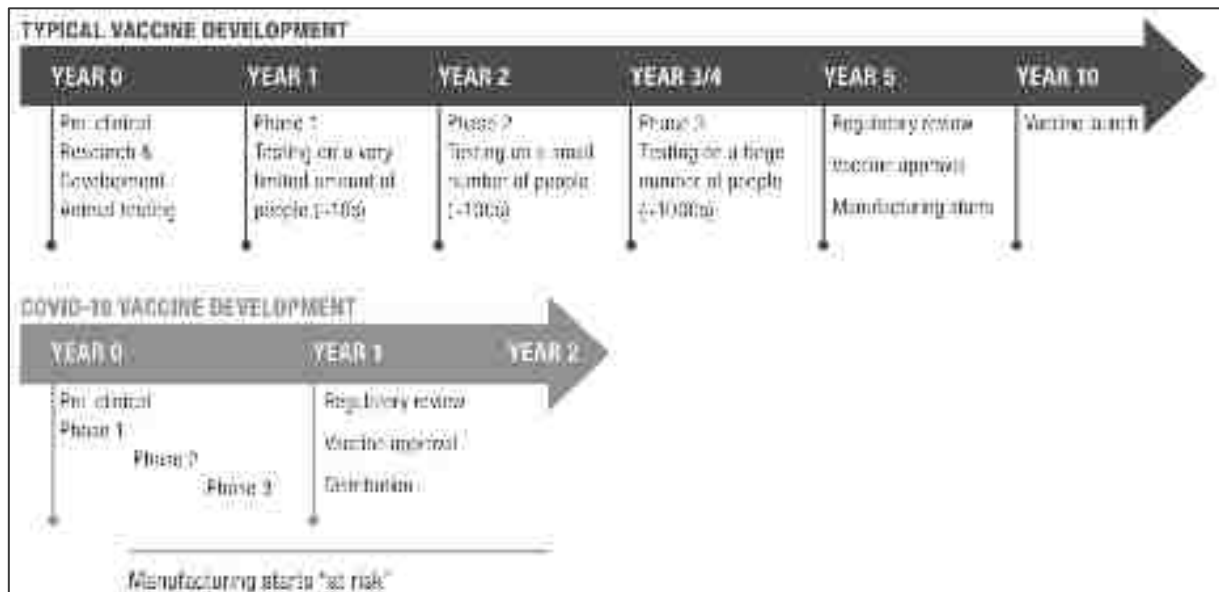 TYPICAL VACCINE DEVELOPMENT
YEAR 0
YEAR 1
YEAR 2
YEAR 3/4
YEAR 5
YEAR 10
Pre-clinical
Research &
Development
Animal testing
Phase 1
Testing on a very
limited amount of
people (~10s)
Phase 2
Testing on a small
number of people
(~100s)
Phase 3
Testing on a large
number of people
(~1000s)
Regulatory review
Vaccine approval
Manufacturing starts
Vaccine launch
COVID-19 VACCINE DEVELOPMENT
YEAR 0
YEAR 1
YEAR 2
Pre-clinical
Phase 1
Phase 2
Phase 3
Regulatory review
Vaccine approval
Distribution
Manufacturing starts "at risk"